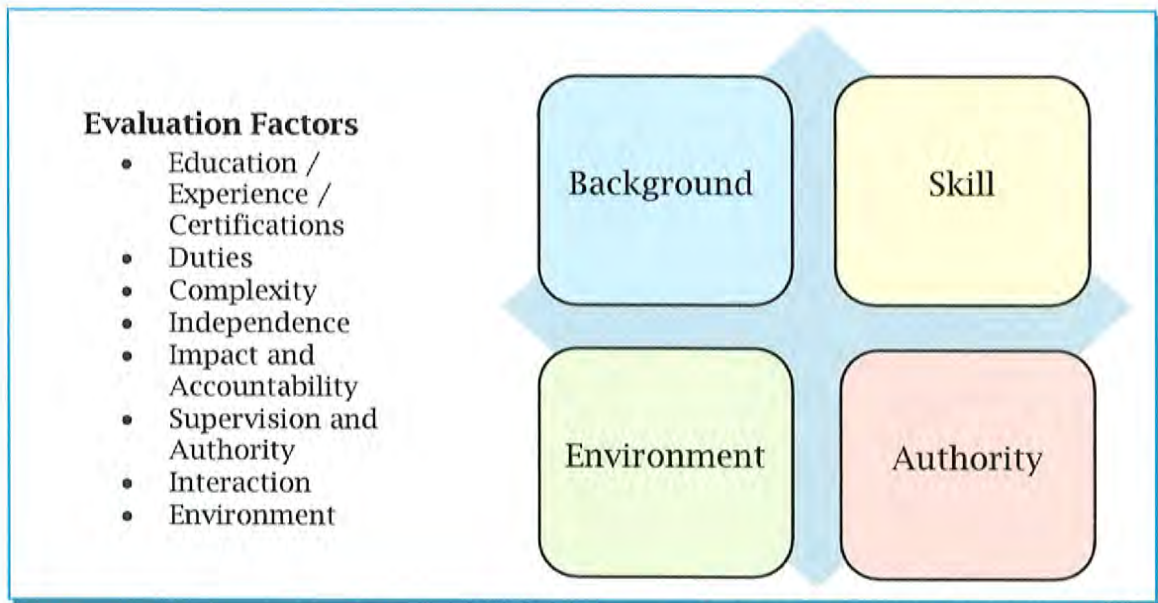 Evaluation Factors
• Education /
Experience /
Certifications
• Duties
• Complexity
• Independence
• Impact and
Accountability
• Supervision and
Authority
• Interaction
• Environment
Background
Skill
Environment
Authority